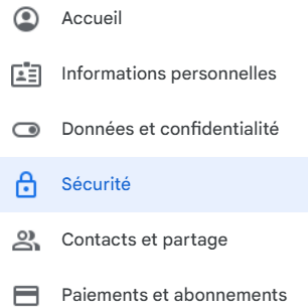 Accueil
Informations personnelles
Données et confidentialité
Sécurité
Contacts et partage
Paiements et abonnements